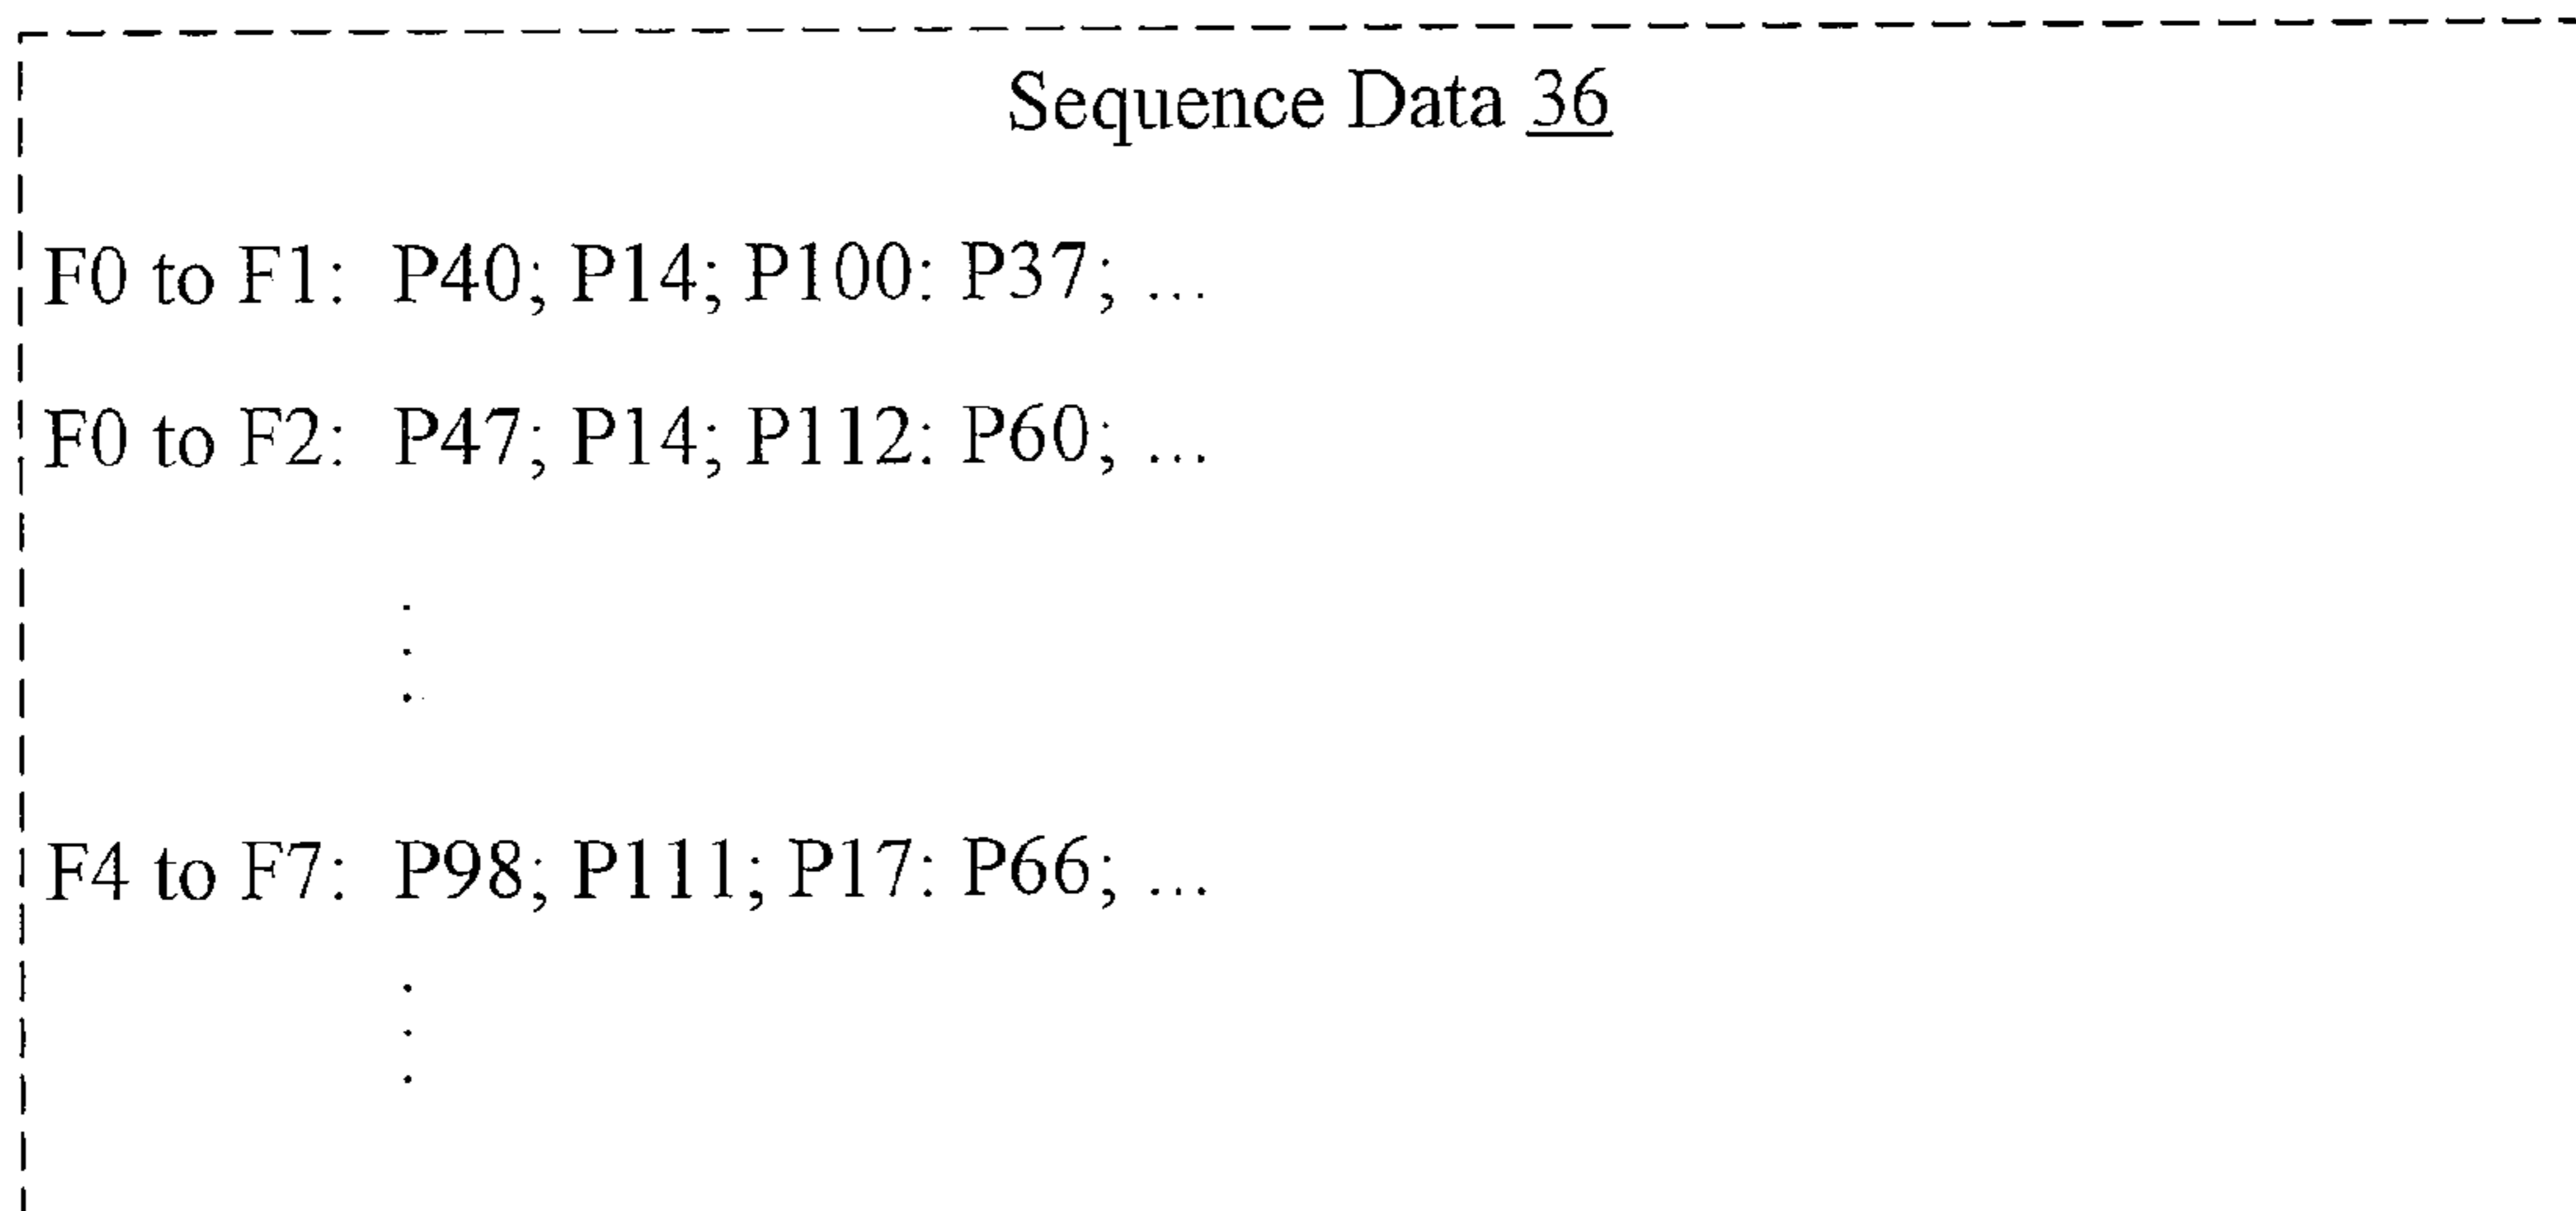 Sequence Data 36
F0 to F1: P40; P14; P100: P37; ...
F0 to F2: P47; P14; P112: P60; ...
.
.
.
F4 to F7: P98; P111; P17: P66; ...
.
.
.